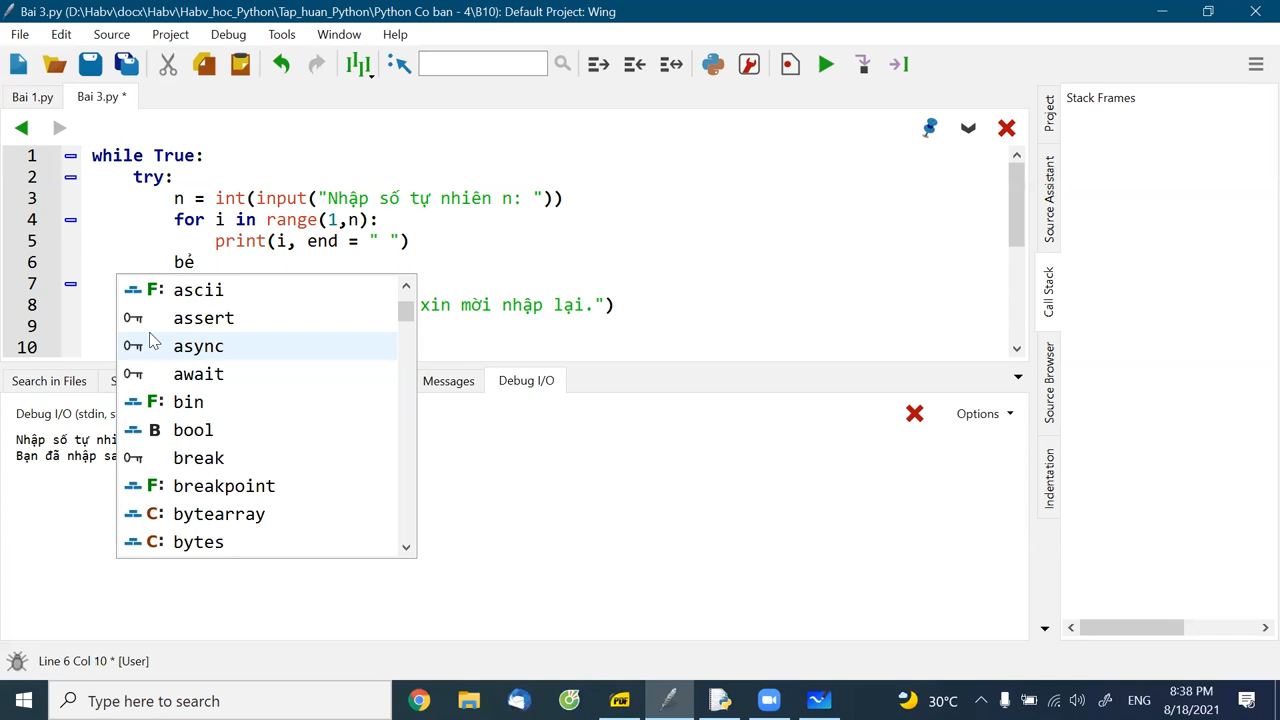 Bai 3.py (D:\Habv\docx\Habv\Habv_hoc_Python\Tap_huan_Python\Python Co ban - 4\B10): Default Project: Wing
File Edit Source Project Debug Tools Window Help
Bai 1.py Bai 3.py *
Stack Frames
1 while True:
2 try:
3 n = int(input("Nhập số tự nhiên n: "))
4 for i in range(1,n):
5 print(i, end = " ")
6 bẻ
7
8 xin mời nhập lại.")
9
10
F: ascii
assert
async
await
F: bin
B bool
break
F: breakpoint
C: bytearray
C: bytes
Search in Files S Messages Debug I/O
Debug I/O (stdin, s
Options
Nhập số tự nhi
Bạn đã nhập sa
Project
Source Assistant
Call Stack
Source Browser
Indentation
Line 6 Col 10 * [User]
Type here to search
PDF
30°C
ENG
8:38 PM
8/18/2021